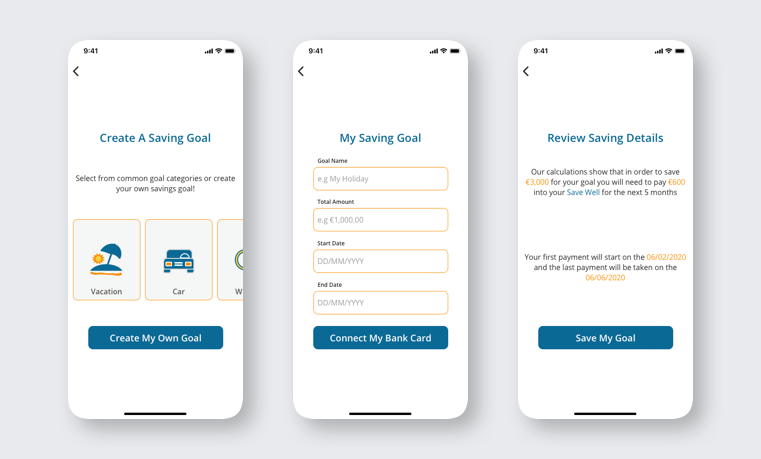 9:41
Create A Saving Goal
Select from common goal categories or create
your own savings goal!
Vacation
Car
W
Create My Own Goal
9:41
My Saving Goal
Goal Name
e.g My Holiday
Total Amount
e.g €1,000.00
Start Date
DD/MM/YYYY
End Date
DD/MM/YYYY
Connect My Bank Card
9:41
Review Saving Details
Our calculations show that in order to save
€3,000 for your goal you will need to pay €600
into your Save Well for the next 5 months
Your first payment will start on the 06/02/2020
and the last payment will be taken on the
06/06/2020
Save My Goal